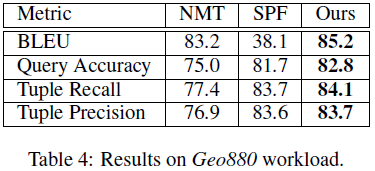 Metric NMT SPF Ours
BLEU 83.2 38.1 85.2
Query Accuracy 75.0 81.7 82.8
Tuple Recall 77.4 83.7 84.1
Tuple Precision 76.9 83.6 83.7
Table 4: Results on Geo880 workload.